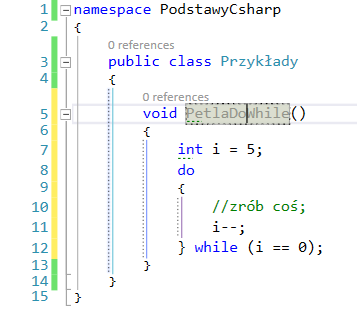 1 namespace PodstawyCsharp
2 {
0 references
3 public class Przykłady
4 {
0 references
5 void PetlaDoWhile()
6 {
7 int i = 5;
8 do
9 {
10 //zrób coś;
11 i--;
12 } while (i == 0);
13 }
14 }
15 }